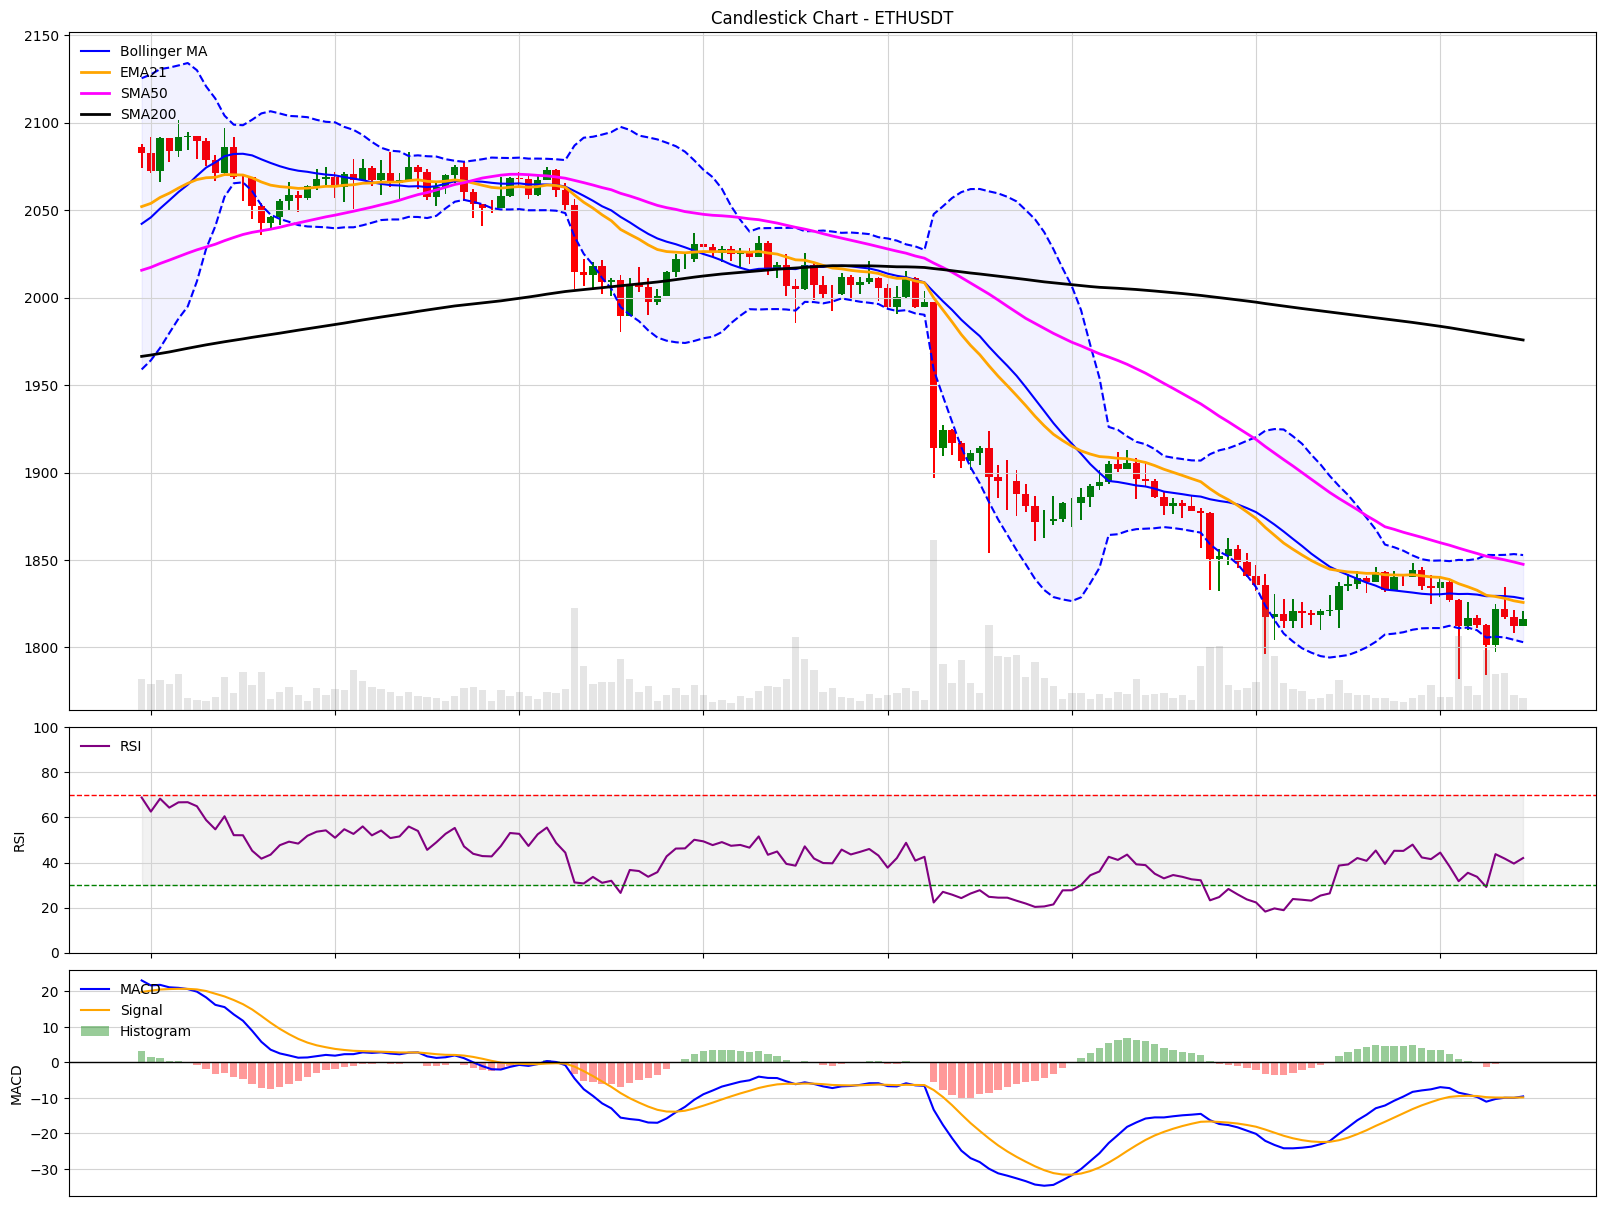 Candlestick Chart - ETHUSDT
2150
2100
2050
2000
1950
1900
1850
1800
Bollinger MA
EMA21
SMA50
SMA200
100
80
60
40
20
0
RSI
RSI
20
10
0
−10
−20
−30
MACD
MACD
Signal
Histogram